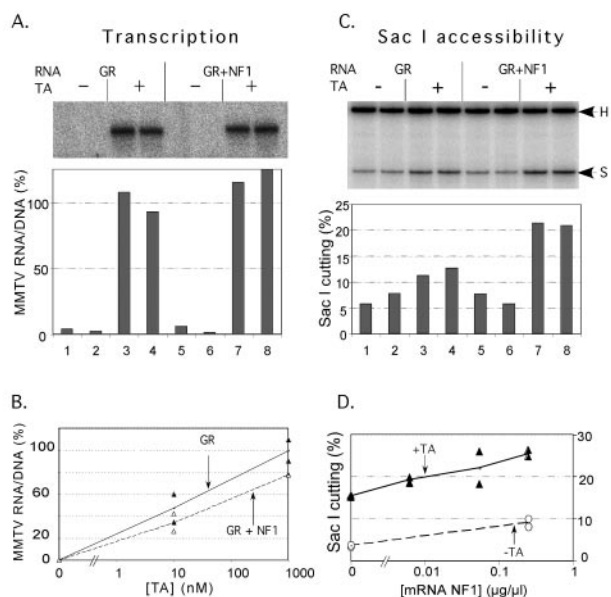 A.
Transcription
RNA GR GR+NF1
TA - + - +
MMTV RNA/DNA (%)
100
50
0
1 2 3 4 5 6 7 8
C.
Sac I accessibility
RNA GR GR+NF1
TA - + - +
H
S
Sac I cutting (%)
25
20
15
10
5
0
1 2 3 4 5 6 7 8
B.
MMTV RNA/DNA (%)
100
60
60
40
20
GR
GR + NF1
0 1 10 100 1000
[TA] (nM)
D.
Sac I cutting (%)
30
20
10
0
+TA
-TA
0 0.01 0.1
[mRNA NF1] (µg/µl)